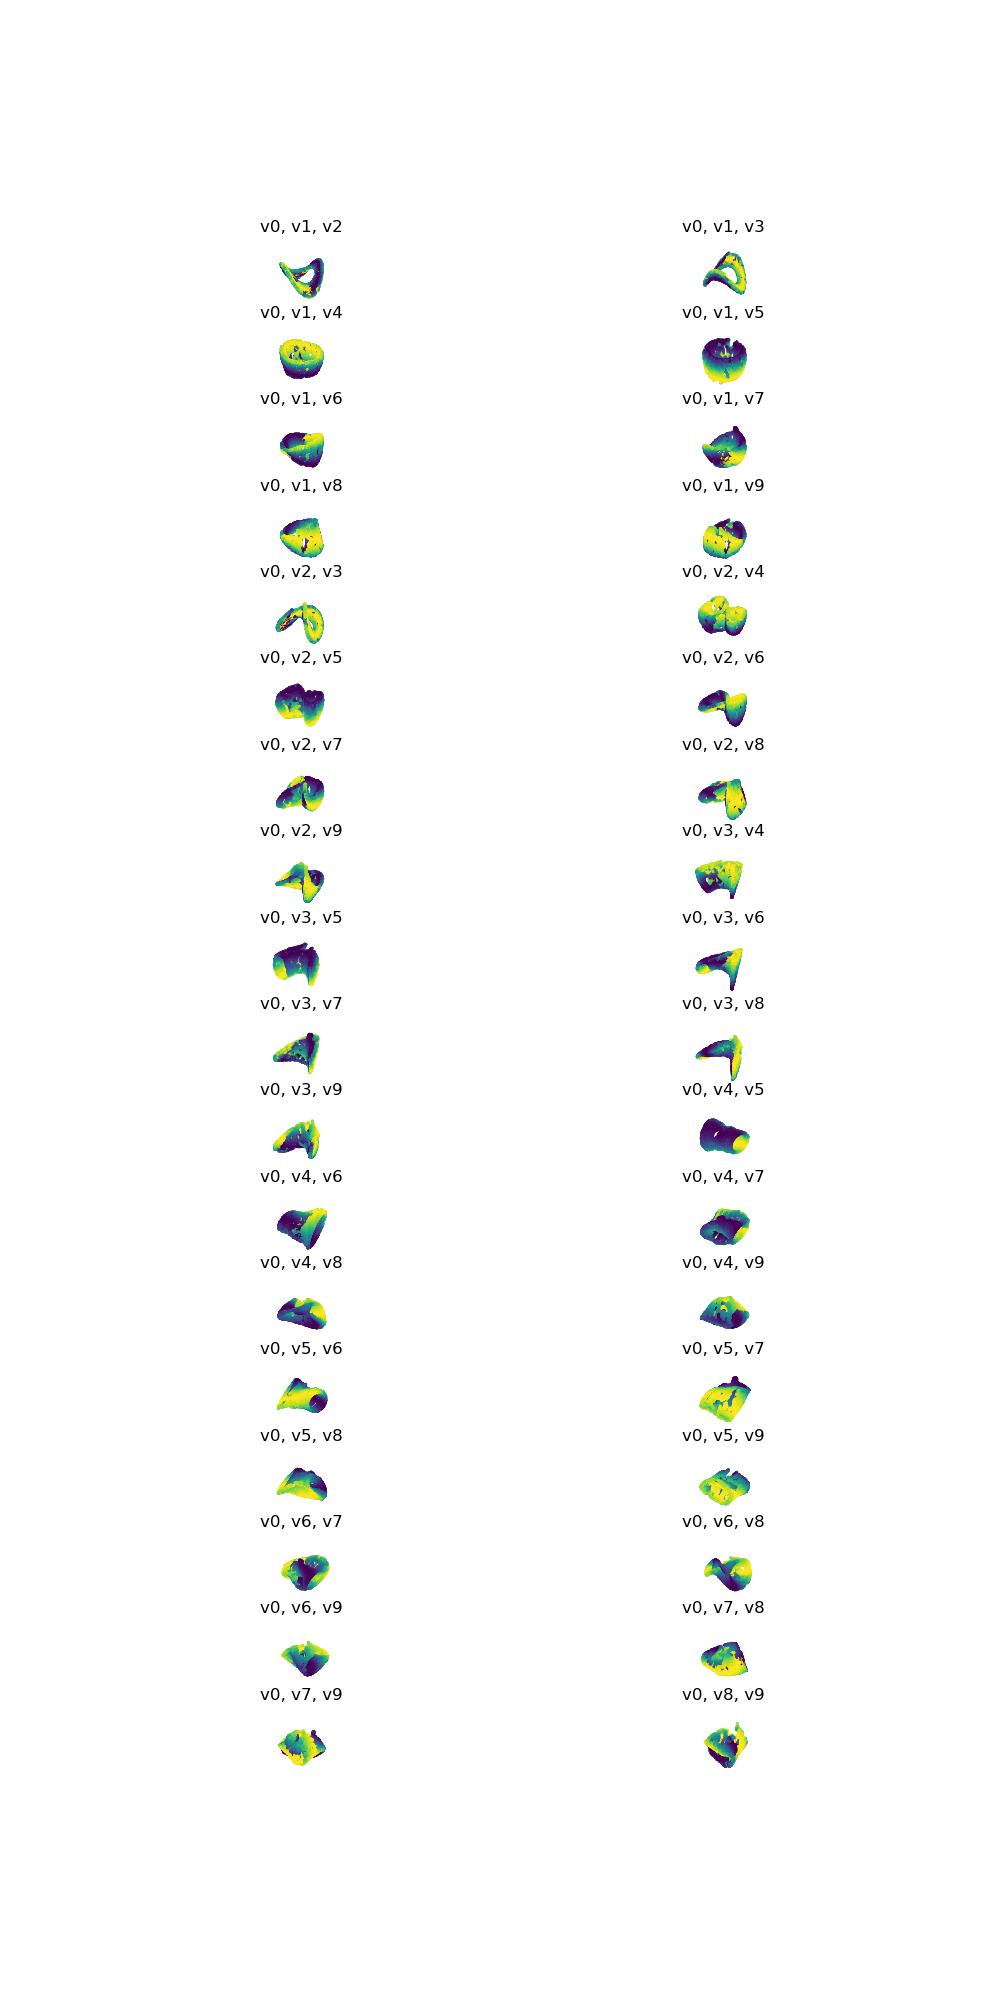 v0, v1, v2
v0, v1, v3
v0, v1, v4
v0, v1, v5
v0, v1, v6
v0, v1, v7
v0, v1, v8
v0, v1, v9
v0, v2, v3
v0, v2, v4
v0, v2, v5
v0, v2, v6
v0, v2, v7
v0, v2, v8
v0, v2, v9
v0, v3, v4
v0, v3, v5
v0, v3, v6
v0, v3, v7
v0, v3, v8
v0, v3, v9
v0, v4, v5
v0, v4, v6
v0, v4, v7
v0, v4, v8
v0, v4, v9
v0, v5, v6
v0, v5, v7
v0, v5, v8
v0, v5, v9
v0, v6, v7
v0, v6, v8
v0, v6, v9
v0, v7, v8
v0, v7, v9
v0, v8, v9